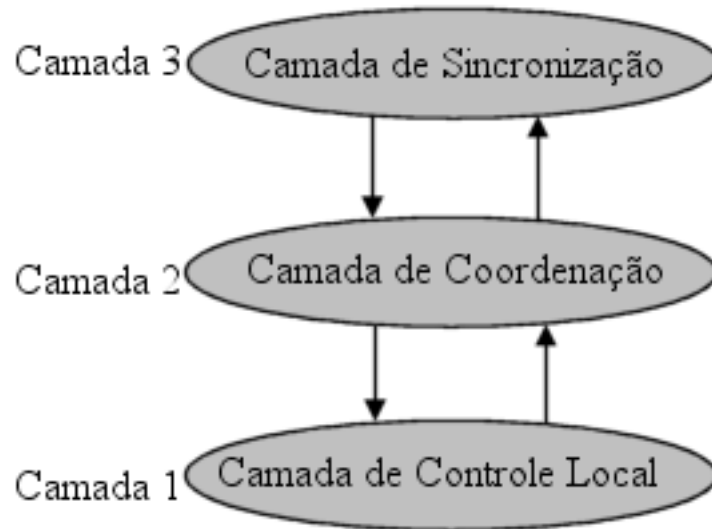 Camada 3
Camada de Sincronização
Camada 2
Camada de Coordenação
Camada 1
Camada de Controle Local